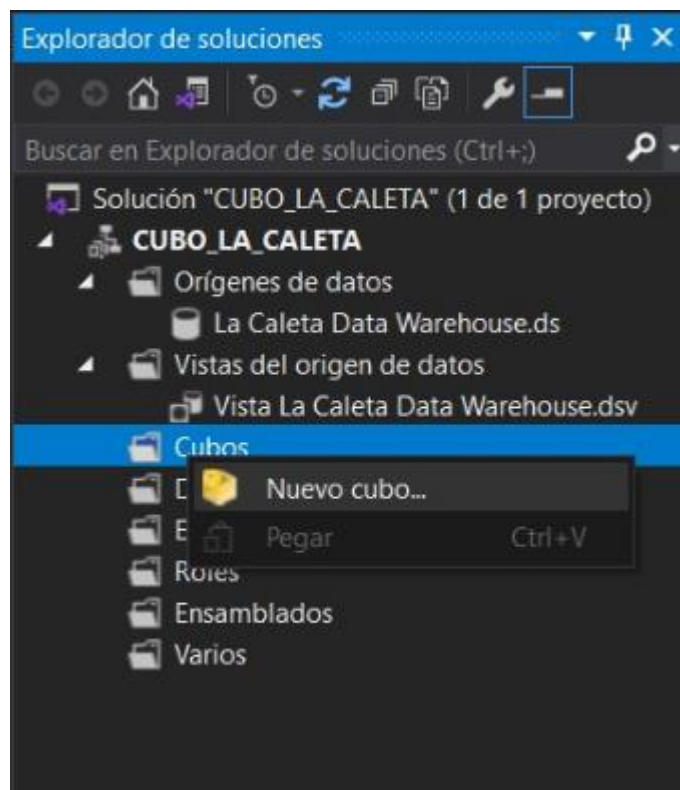 Explorador de soluciones
Buscar en Explorador de soluciones (Ctrl+;)
Solución "CUBO_LA_CALETA" (1 de 1 proyecto)
CUBO_LA_CALETA
Orígenes de datos
La Caleta Data Warehouse.ds
Vistas del origen de datos
Vista La Caleta Data Warehouse.dsv
Cubos
Nuevo cubo...
Pegar Ctrl+V
Roles
Ensamblados
Varios